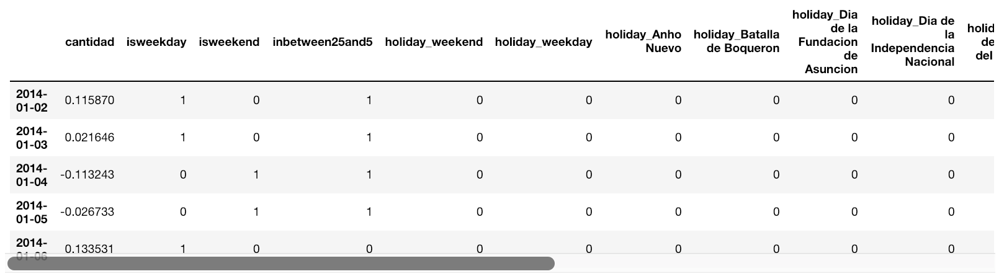 cantidad
isweekday
isweekend
inbetween25and5
holiday_weekend
holiday_weekday
holiday_Anho
Nuevo
holiday_Batalla
de Boqueron
holiday_Dia
de la
Fundacion
de
Asuncion
holiday_Dia de
la
Independencia
Nacional
holid
de
del
2014-
01-02
0.115870 1 0 1 0 0 0 0 0 0
2014-
01-03
0.021646 1 0 1 0 0 0 0 0 0
2014-
01-04
-0.113243 0 1 1 0 0 0 0 0 0
2014-
01-05
-0.026733 0 1 1 0 0 0 0 0 0
2014-
01-06
0.133531 1 0 0 0 0 0 0 0 0